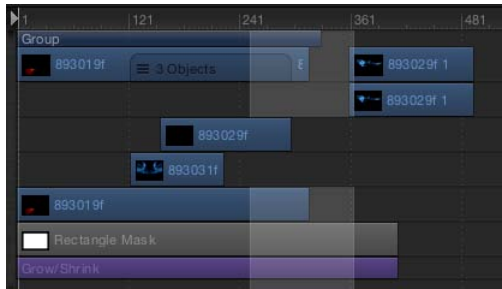 1 121 241 361 481
Group
893019f 3 Objects 8 893029f 1
893029f 1
893029f
893031f
893019f
Rectangle Mask
Grow/Shrink